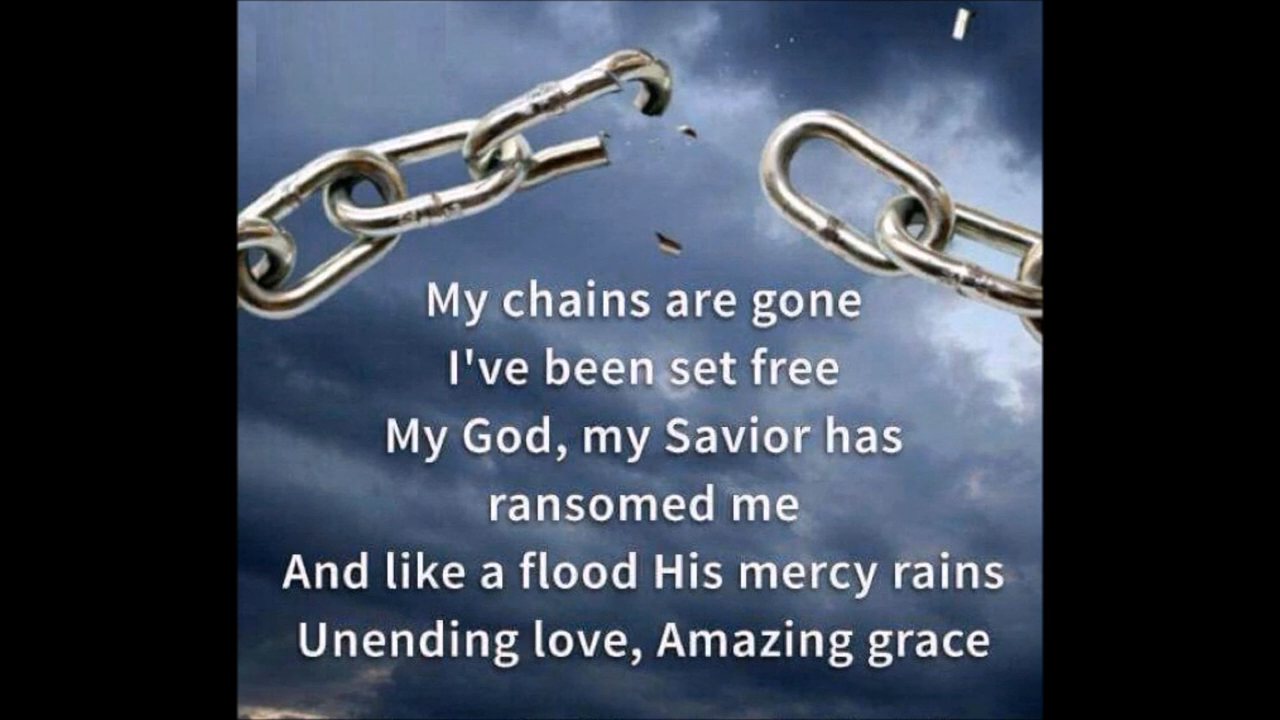 My chains are gone
I've been set free
My God, my Savior has
ransomed me
And like a flood His mercy rains
Unending love, Amazing grace